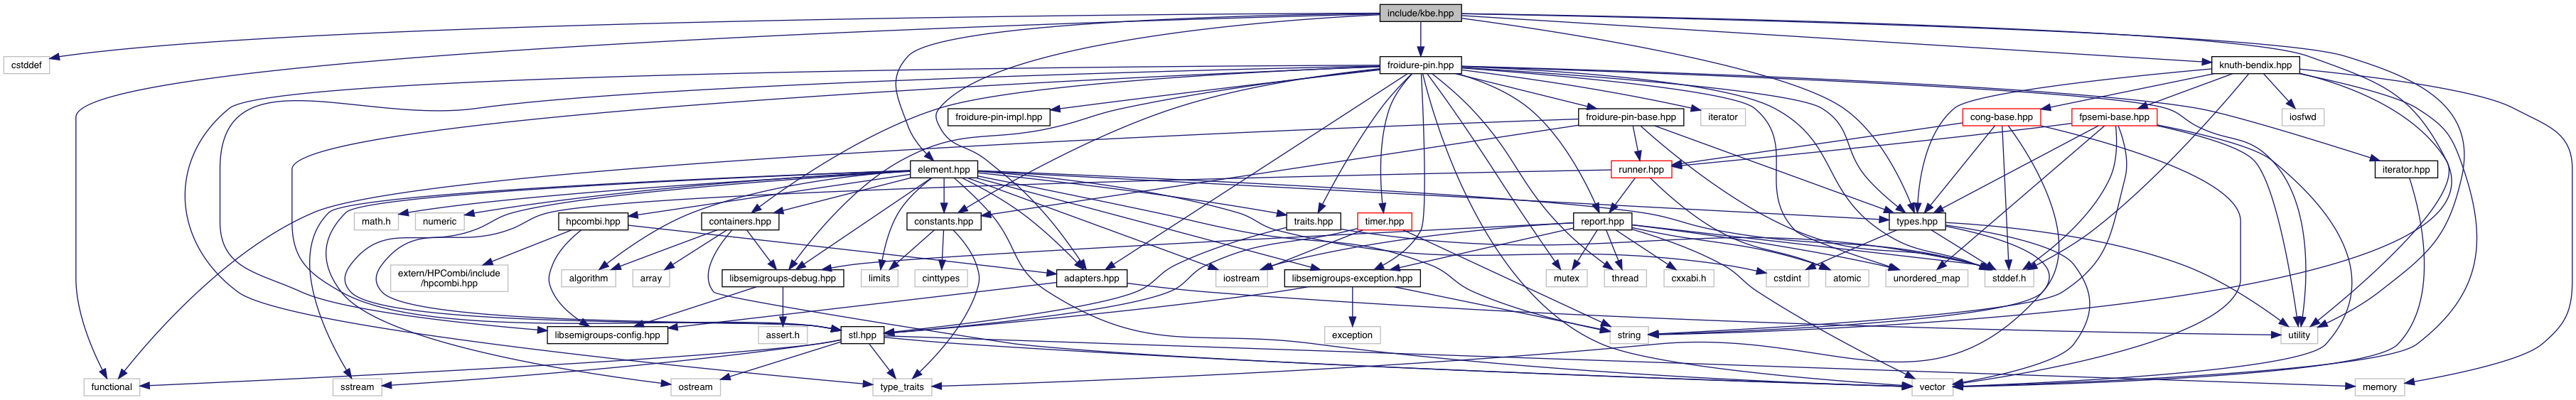 include/kbe.hpp
cstddef
froidure-pin.hpp
knuth-bendix.hpp
froidure-pin-impl.hpp
froidure-pin-base.hpp
iterator
cong-base.hpp
fpsemi-base.hpp
iosfwd
element.hpp
runner.hpp
iterator.hpp
math.h
numeric
hpcombi.hpp
containers.hpp
constants.hpp
traits.hpp
timer.hpp
report.hpp
types.hpp
extern/HPCombi/include
/hpcombi.hpp
algorithm
array
libsemigroups-debug.hpp
limits
cinttypes
adapters.hpp
iostream
libsemigroups-exception.hpp
mutex
thread
cxxabi.h
cstdint
atomic
unordered_map
stddef.h
libsemigroups-config.hpp
assert.h
stl.hpp
exception
string
utility
functional
sstream
ostream
type_traits
vector
memory